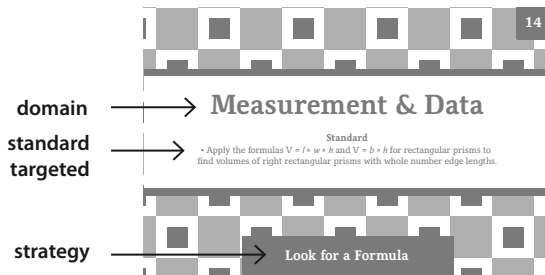 14
domain
Measurement & Data
standard
targeted
Standard
• Apply the formulas V = l × w × h and V = b × h for rectangular prisms to
find volumes of right rectangular prisms with whole number edge lengths.
strategy
Look for a Formula